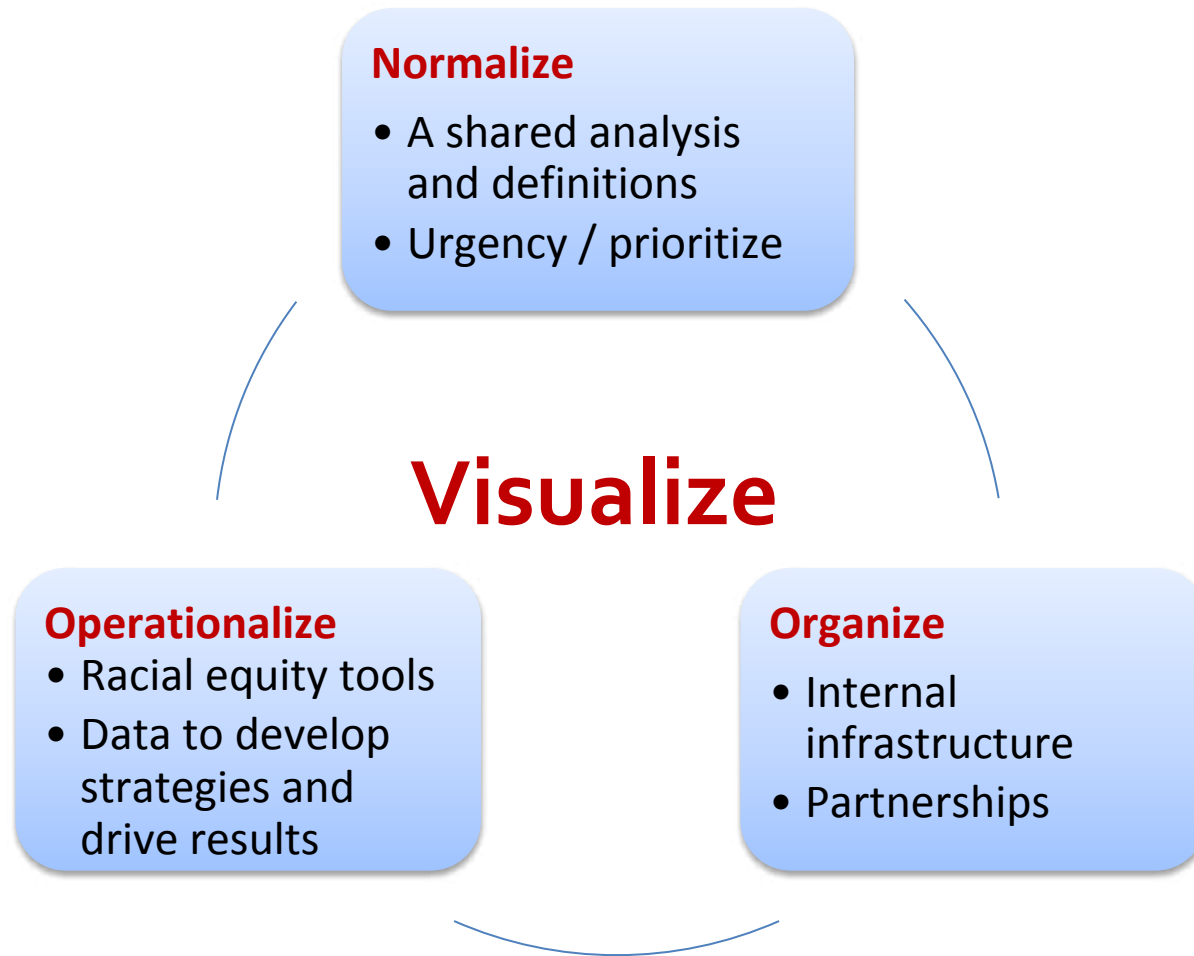 Normalize
• A shared analysis
and definitions
• Urgency / prioritize
Visualize
Operationalize
• Racial equity tools
• Data to develop
strategies and
drive results
Organize
• Internal
infrastructure
• Partnerships